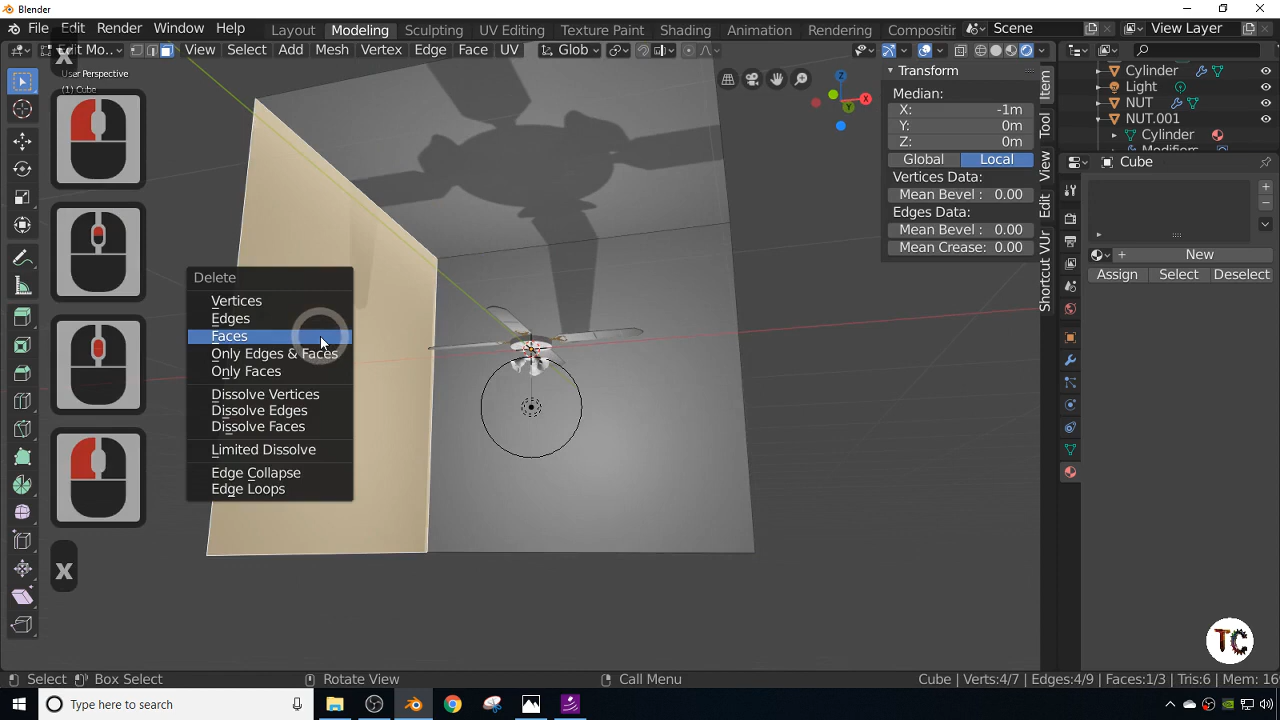 Blender
File Edit Render Window Help
Layout Modeling Sculpting UV Editing Texture Paint Shading Animation Rendering Compositin
Scene View Layer
Edit Mo... View Select Add Mesh Vertex Edge Face UV
Glob
X
User Perspective
(1) Cube
Transform
Median:
X: -1m
Y: 0m
Z: 0m
Global Local
Vertices Data:
Mean Bevel : 0.00
Edges Data:
Mean Bevel : 0.00
Mean Crease: 0.00
Item
Tool
View
Edit
Shortcut VUr
X
Y
Z
Cylinder
Light
NUT
NUT.001
Cylinder
Modifiers
Cube
New
Assign Select Deselect
Delete
Vertices
Edges
Faces
Only Edges & Faces
Only Faces
Dissolve Vertices
Dissolve Edges
Dissolve Faces
Limited Dissolve
Edge Collapse
Edge Loops
X
TC
Select Box Select Rotate View Call Menu
Cube | Verts:4/7 | Edges:4/9 | Faces:1/3 | Tris:6 | Mem: 16
Type here to search